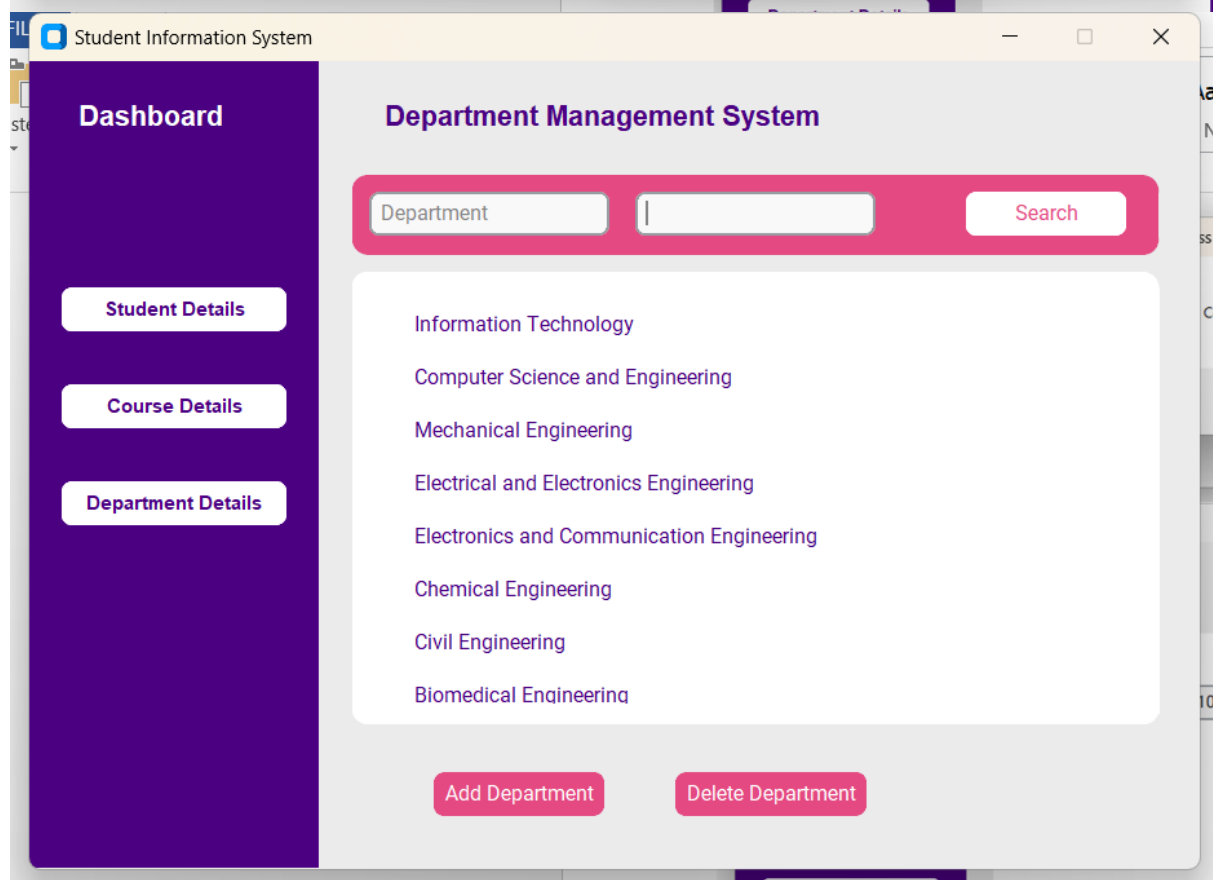 Student Information System
Dashboard
Department Management System
Department
Search
Student Details
Course Details
Department Details
Information Technology
Computer Science and Engineering
Mechanical Engineering
Electrical and Electronics Engineering
Electronics and Communication Engineering
Chemical Engineering
Civil Engineering
Biomedical Engineering
Add Department
Delete Department